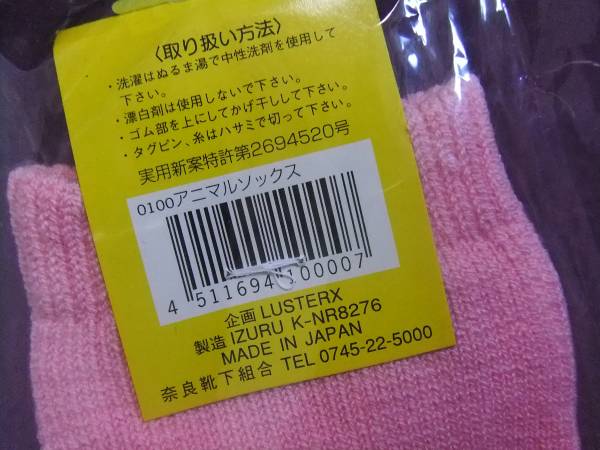 〈取り扱い方法〉
・洗濯はぬるま湯で中性洗剤を使用して
下さい。
・漂白剤は使用しないで下さい。
・ゴム部を上にしてかげ干しして下さい。
・タグピン、糸はハサミで切って下さい。
実用新案特許第2694520号
0100アニマルソックス
4 511694 100007
企画 LUSTERX
製造 IZURU K-NR8276
MADE IN JAPAN
奈良靴下組合 TEL 0745-22-5000